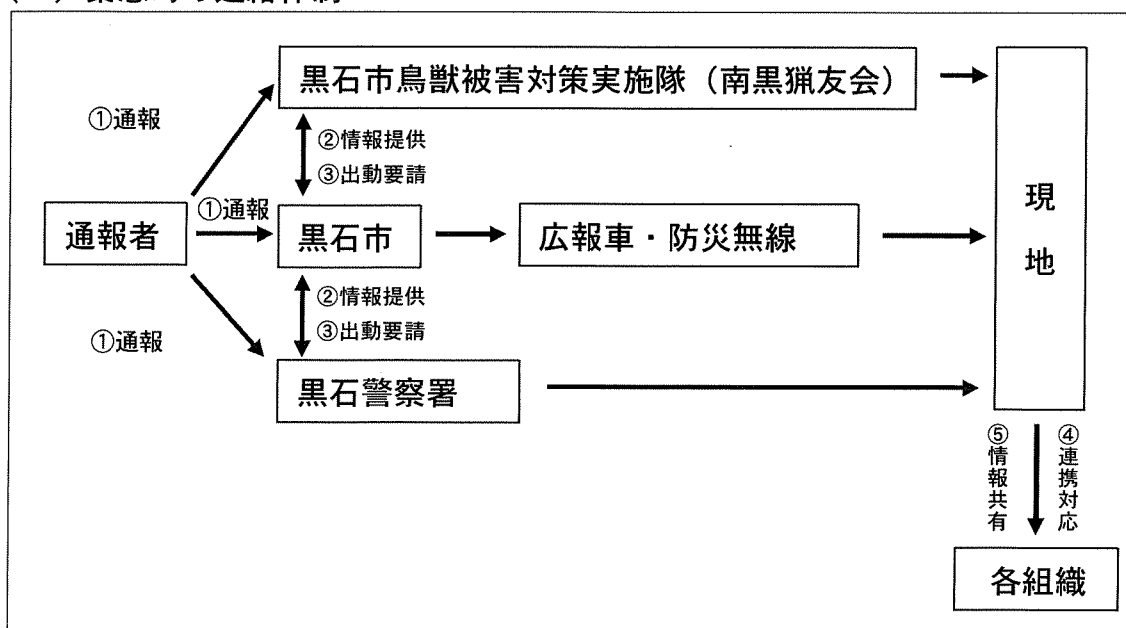 黒石市鳥獣被害対策実施隊（南黒猟友会）
①通報
②情報提供
③出動要請
①通報
通報者
黒石市
広報車・防災無線
現地
②情報提供
③出動要請
①通報
黒石警察署
④連携対応
⑤情報共有
各組織